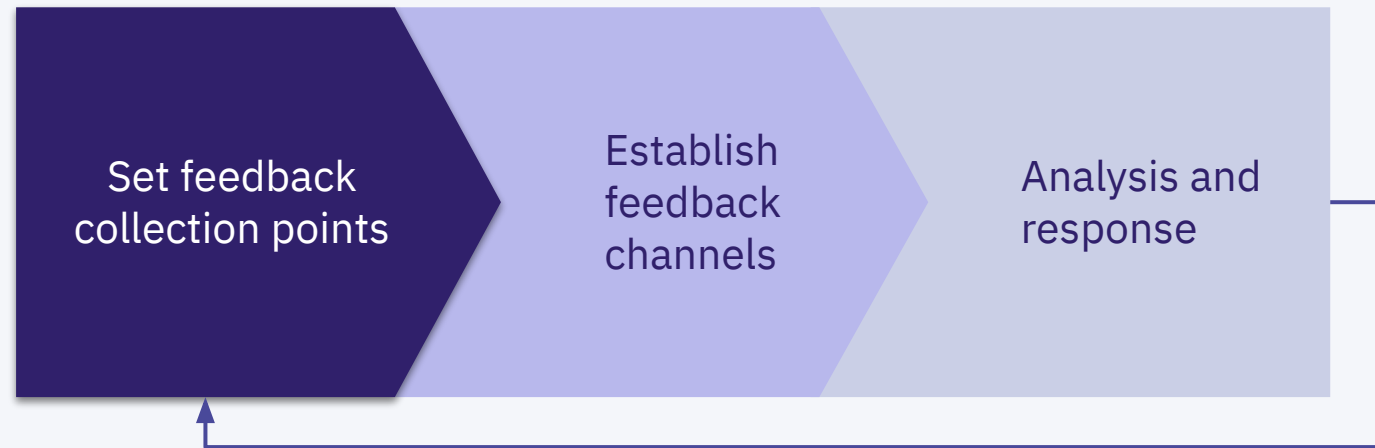 Set feedback
collection points
Establish
feedback
channels
Analysis and
response